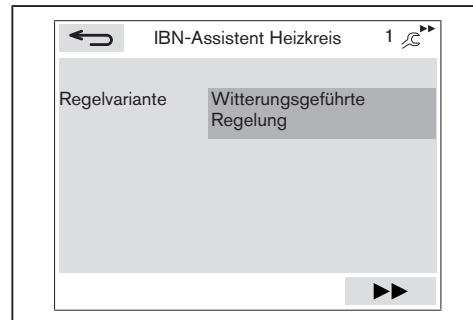 IBN-Assistent Heizkreis 1
Regelvariante Witterungsgeführte
Regelung